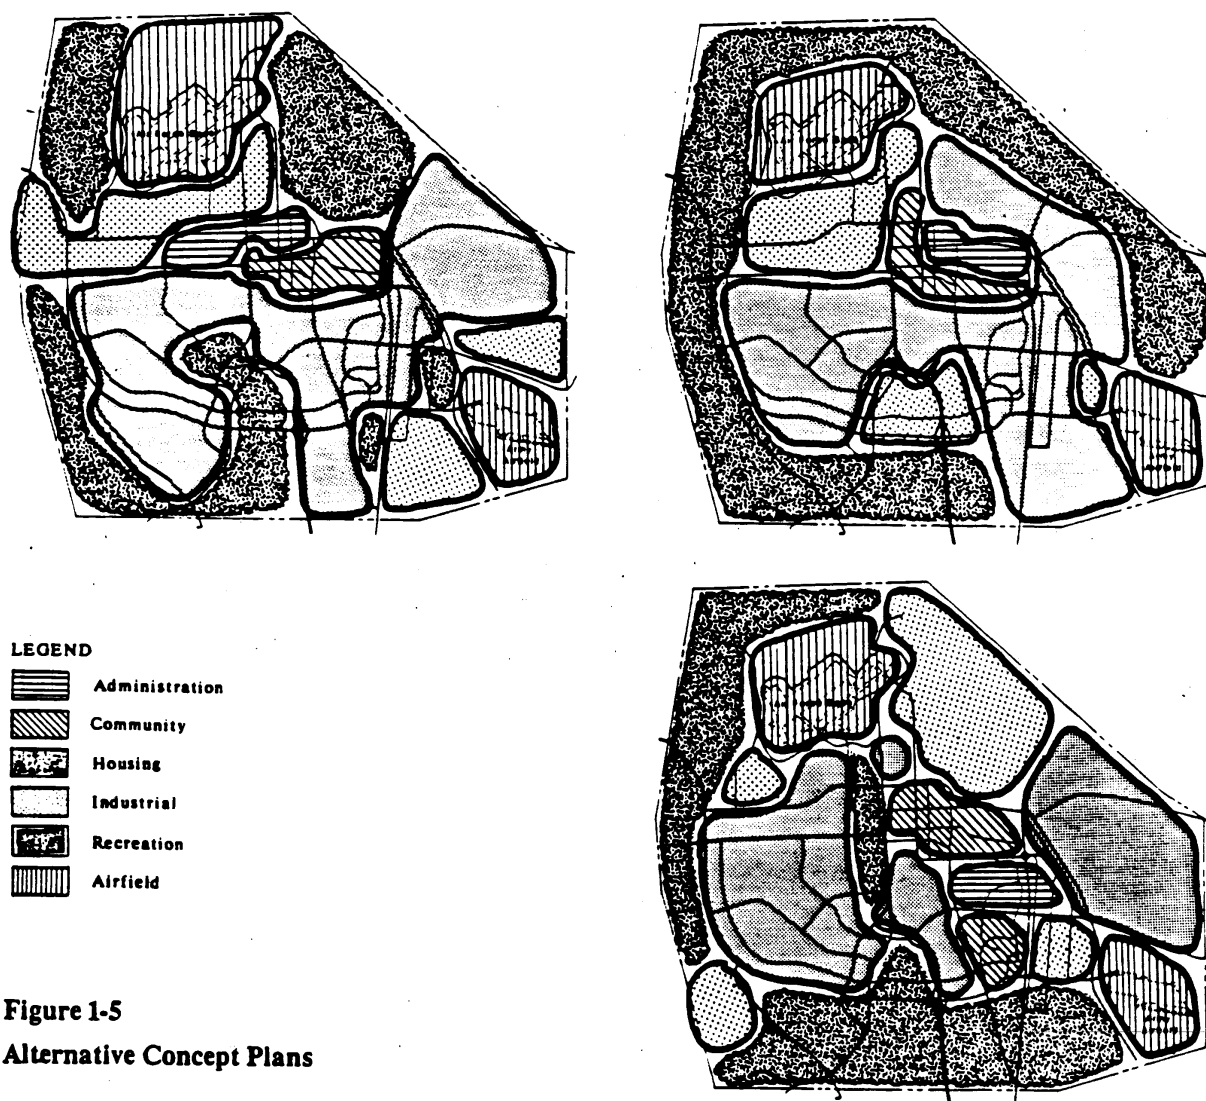 LEGEND
Administration
Community
Housing
Industrial
Recreation
Airfield
Figure 1-5
Alternative Concept Plans